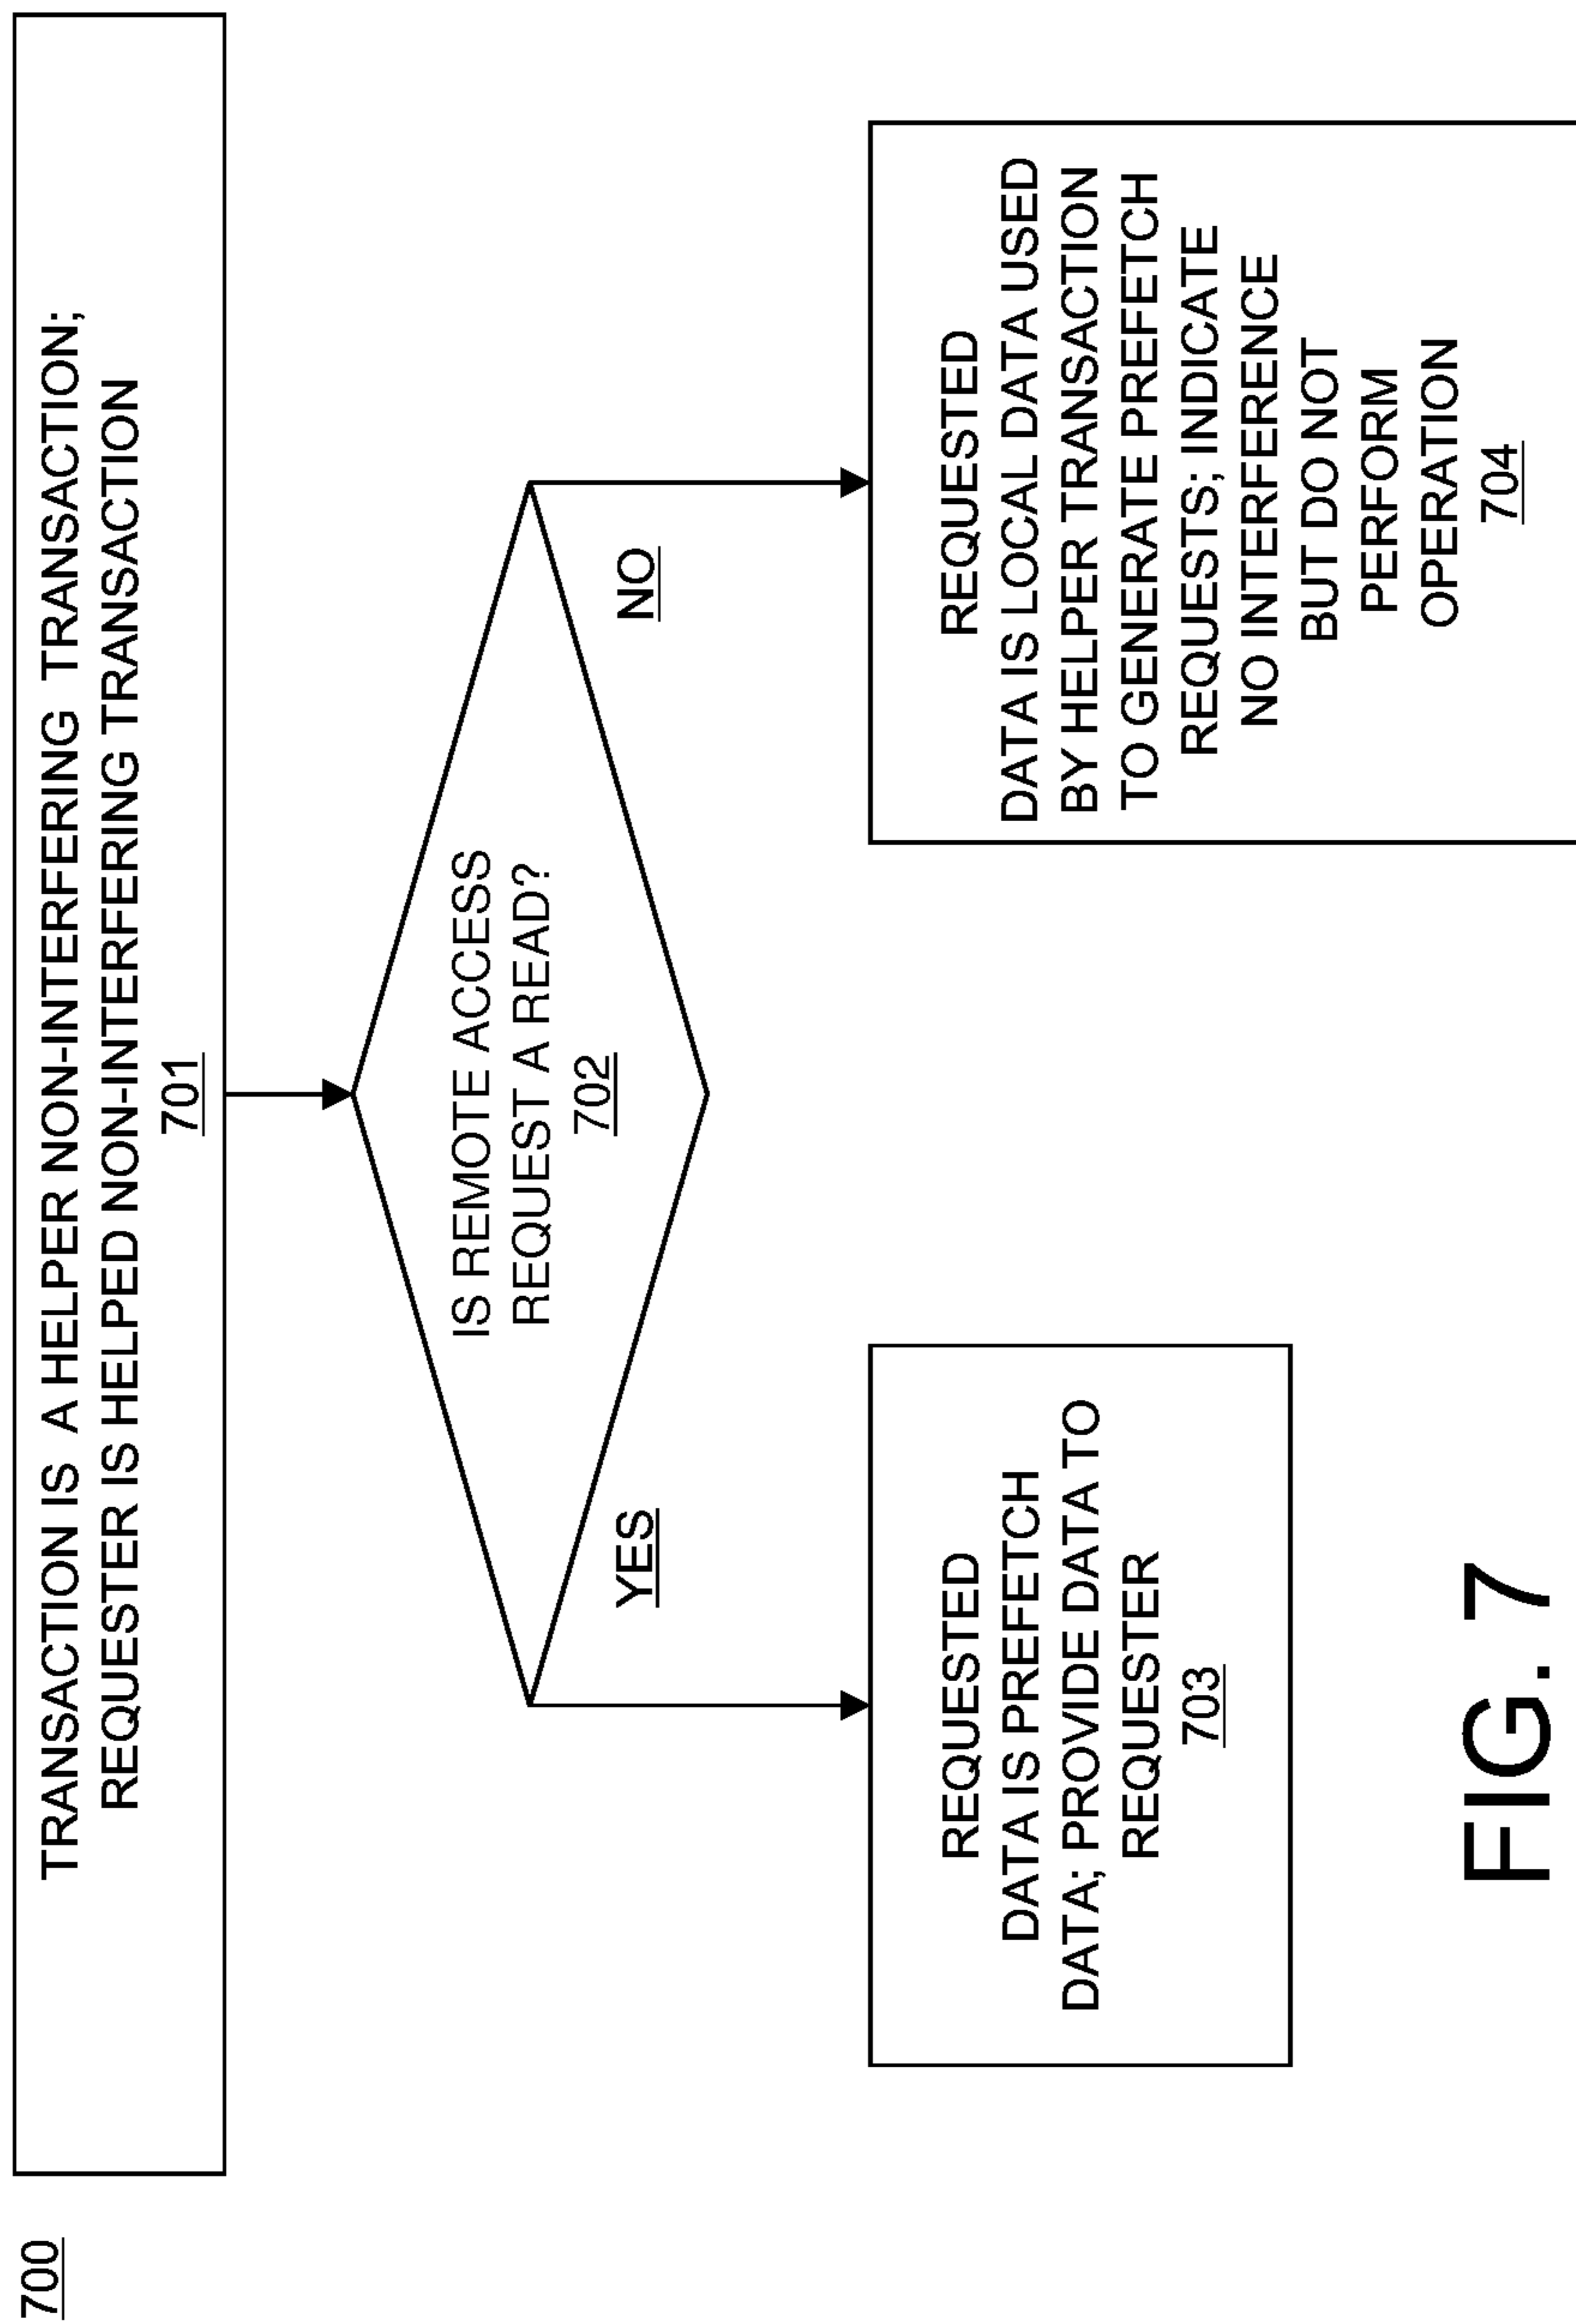 700
TRANSACTION IS A HELPER NON-INTERFERING TRANSACTION;
REQUESTER IS HELPED NON-INTERFERING TRANSACTION
701
IS REMOTE ACCESS
REQUEST A READ?
702
YES
NO
REQUESTED
DATA IS PREFETCH
DATA; PROVIDE DATA TO
REQUESTER
703
REQUESTED
DATA IS LOCAL DATA USED
BY HELPER TRANSACTION
TO GENERATE PREFETCH
REQUESTS; INDICATE
NO INTERFERENCE
BUT DO NOT
PERFORM
OPERATION
704
FIG. 7